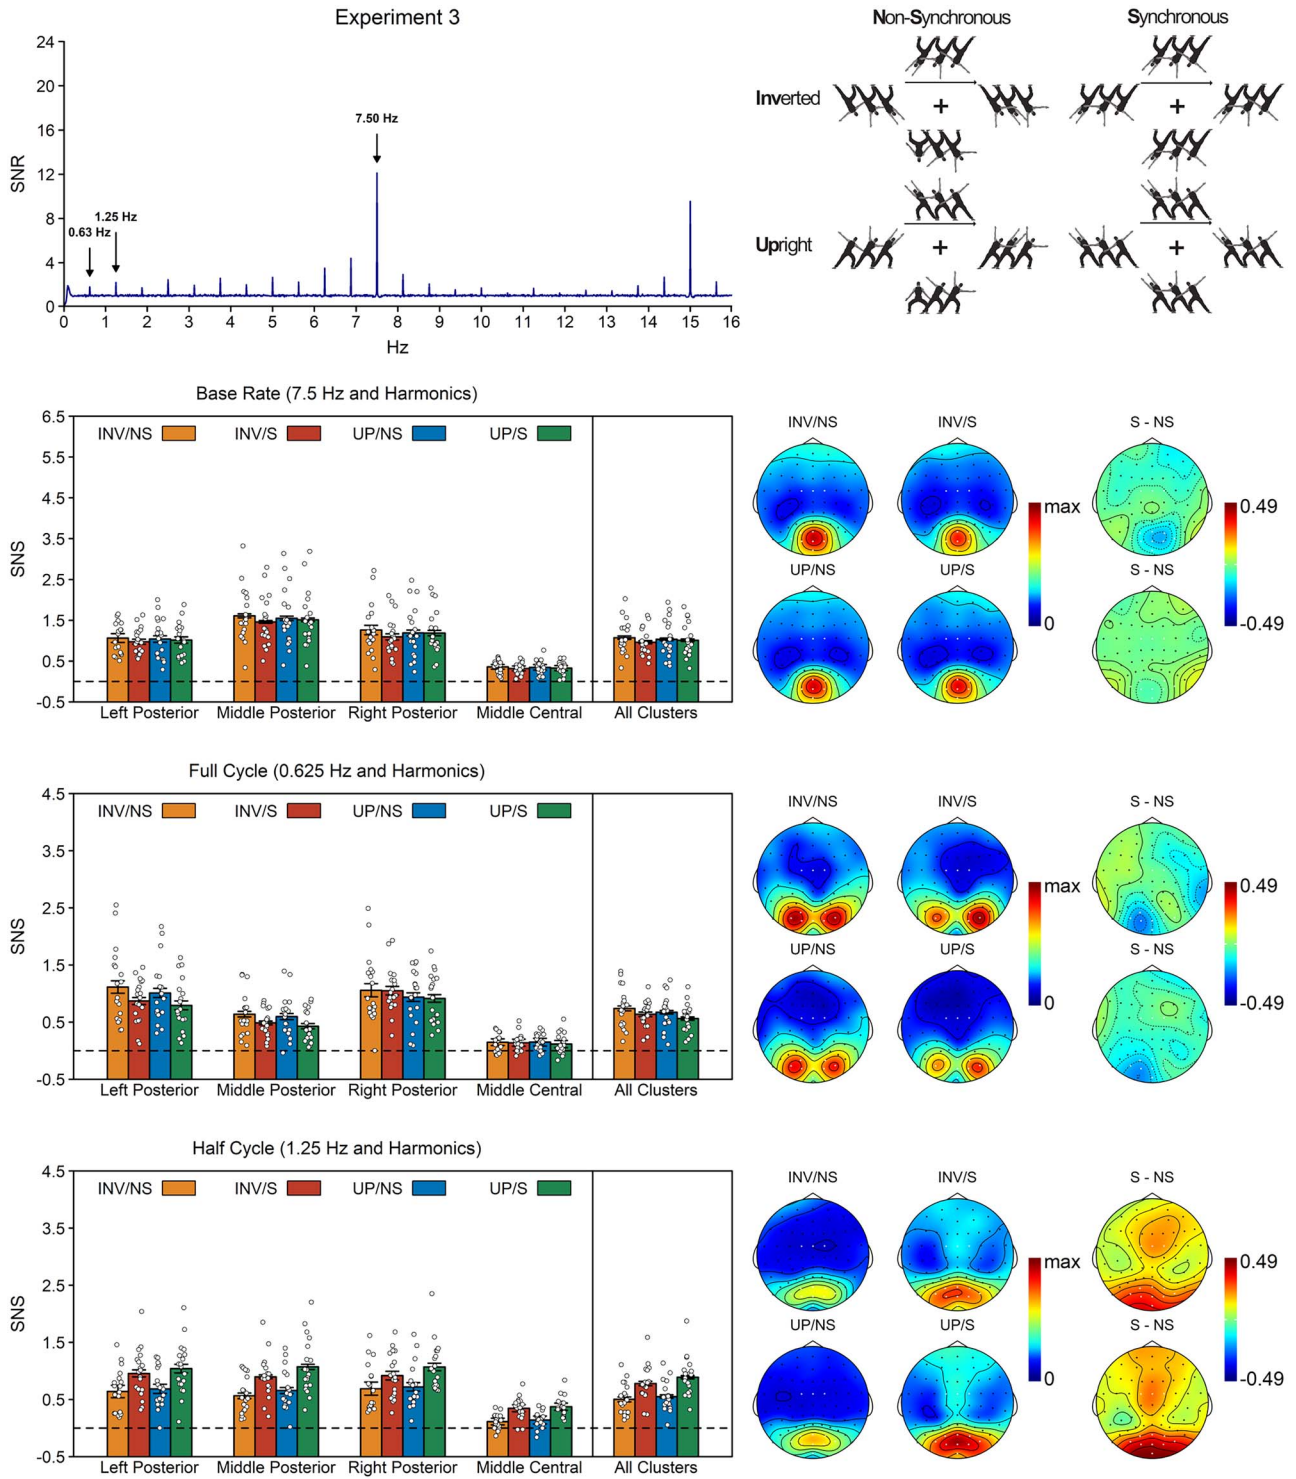 Experiment 3
24
20
16
12
8
4
0
SNR
0.63 Hz
1.25 Hz
7.50 Hz
0 1 2 3 4 5 6 7 8 9 10 11 12 13 14 15 16
Hz
Non-Synchronous Synchronous
Inverted
+ +
Upright
+ +
Base Rate (7.5 Hz and Harmonics)
6.5
5.5
4.5
3.5
2.5
1.5
0.5
-0.5
SNS
INV/NS INV/S UP/NS UP/S
Left Posterior Middle Posterior Right Posterior Middle Central All Clusters
INV/NS INV/S S - NS
max 0.49
UP/NS UP/S S - NS
0 -0.49
Full Cycle (0.625 Hz and Harmonics)
4.5
3.5
2.5
1.5
0.5
-0.5
SNS
INV/NS INV/S UP/NS UP/S
Left Posterior Middle Posterior Right Posterior Middle Central All Clusters
INV/NS INV/S S - NS
max 0.49
UP/NS UP/S S - NS
0 -0.49
Half Cycle (1.25 Hz and Harmonics)
4.5
3.5
2.5
1.5
0.5
-0.5
SNS
INV/NS INV/S UP/NS UP/S
Left Posterior Middle Posterior Right Posterior Middle Central All Clusters
INV/NS INV/S S - NS
max 0.49
UP/NS UP/S S - NS
0 -0.49